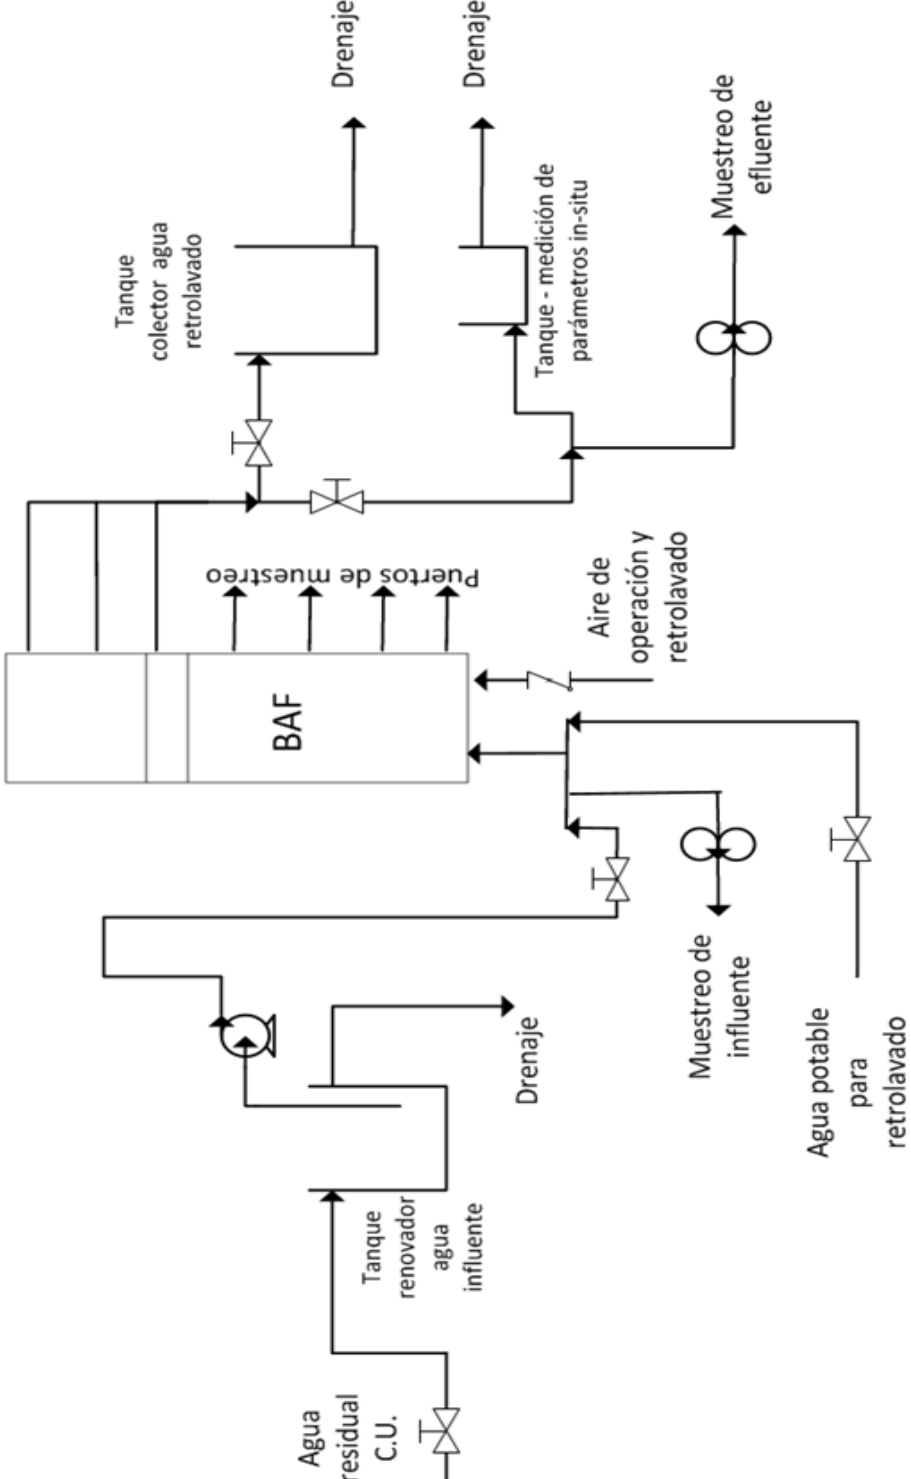 Agua
residual
C.U.
Tanque
renovador
agua
influente
Drenaje
Muestreo de
influente
Agua potable
para
retrolavado
BAF
Puertos de muestreo
Aire de
operación y
retrolavado
Tanque
colector agua
retrolavado
Drenaje
Tanque - medición de
parámetros in-situ
Drenaje
Muestreo de
efluente